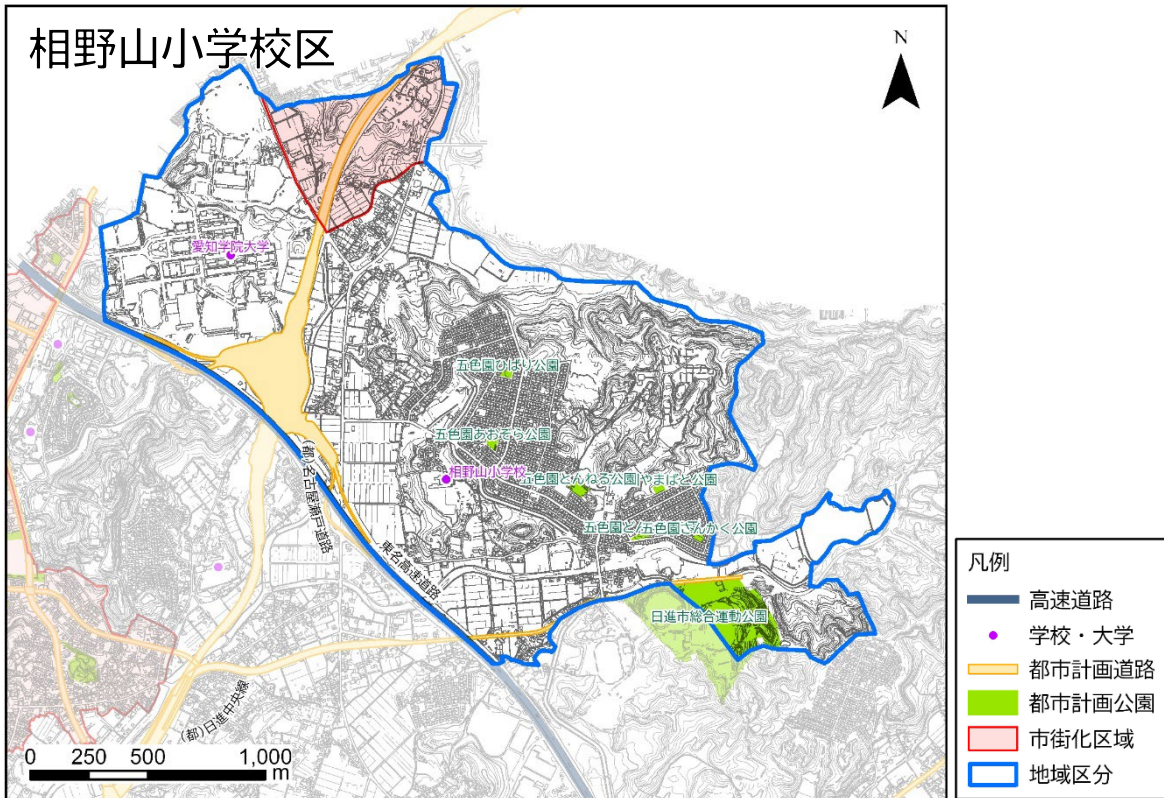 相野山小学校区
N
愛知学院大学
五色園ひばり公園
五色園あおぞら公園
相野山小学校
五色園とんねる公園
やまばと公園
五色園さんかく公園
(都)名古屋瀬戸道路
東名高速道路
日進市総合運動公園
(都)日進中央線
0 250 500 1,000
m
凡例
高速道路
学校・大学
都市計画道路
都市計画公園
市街化区域
地域区分